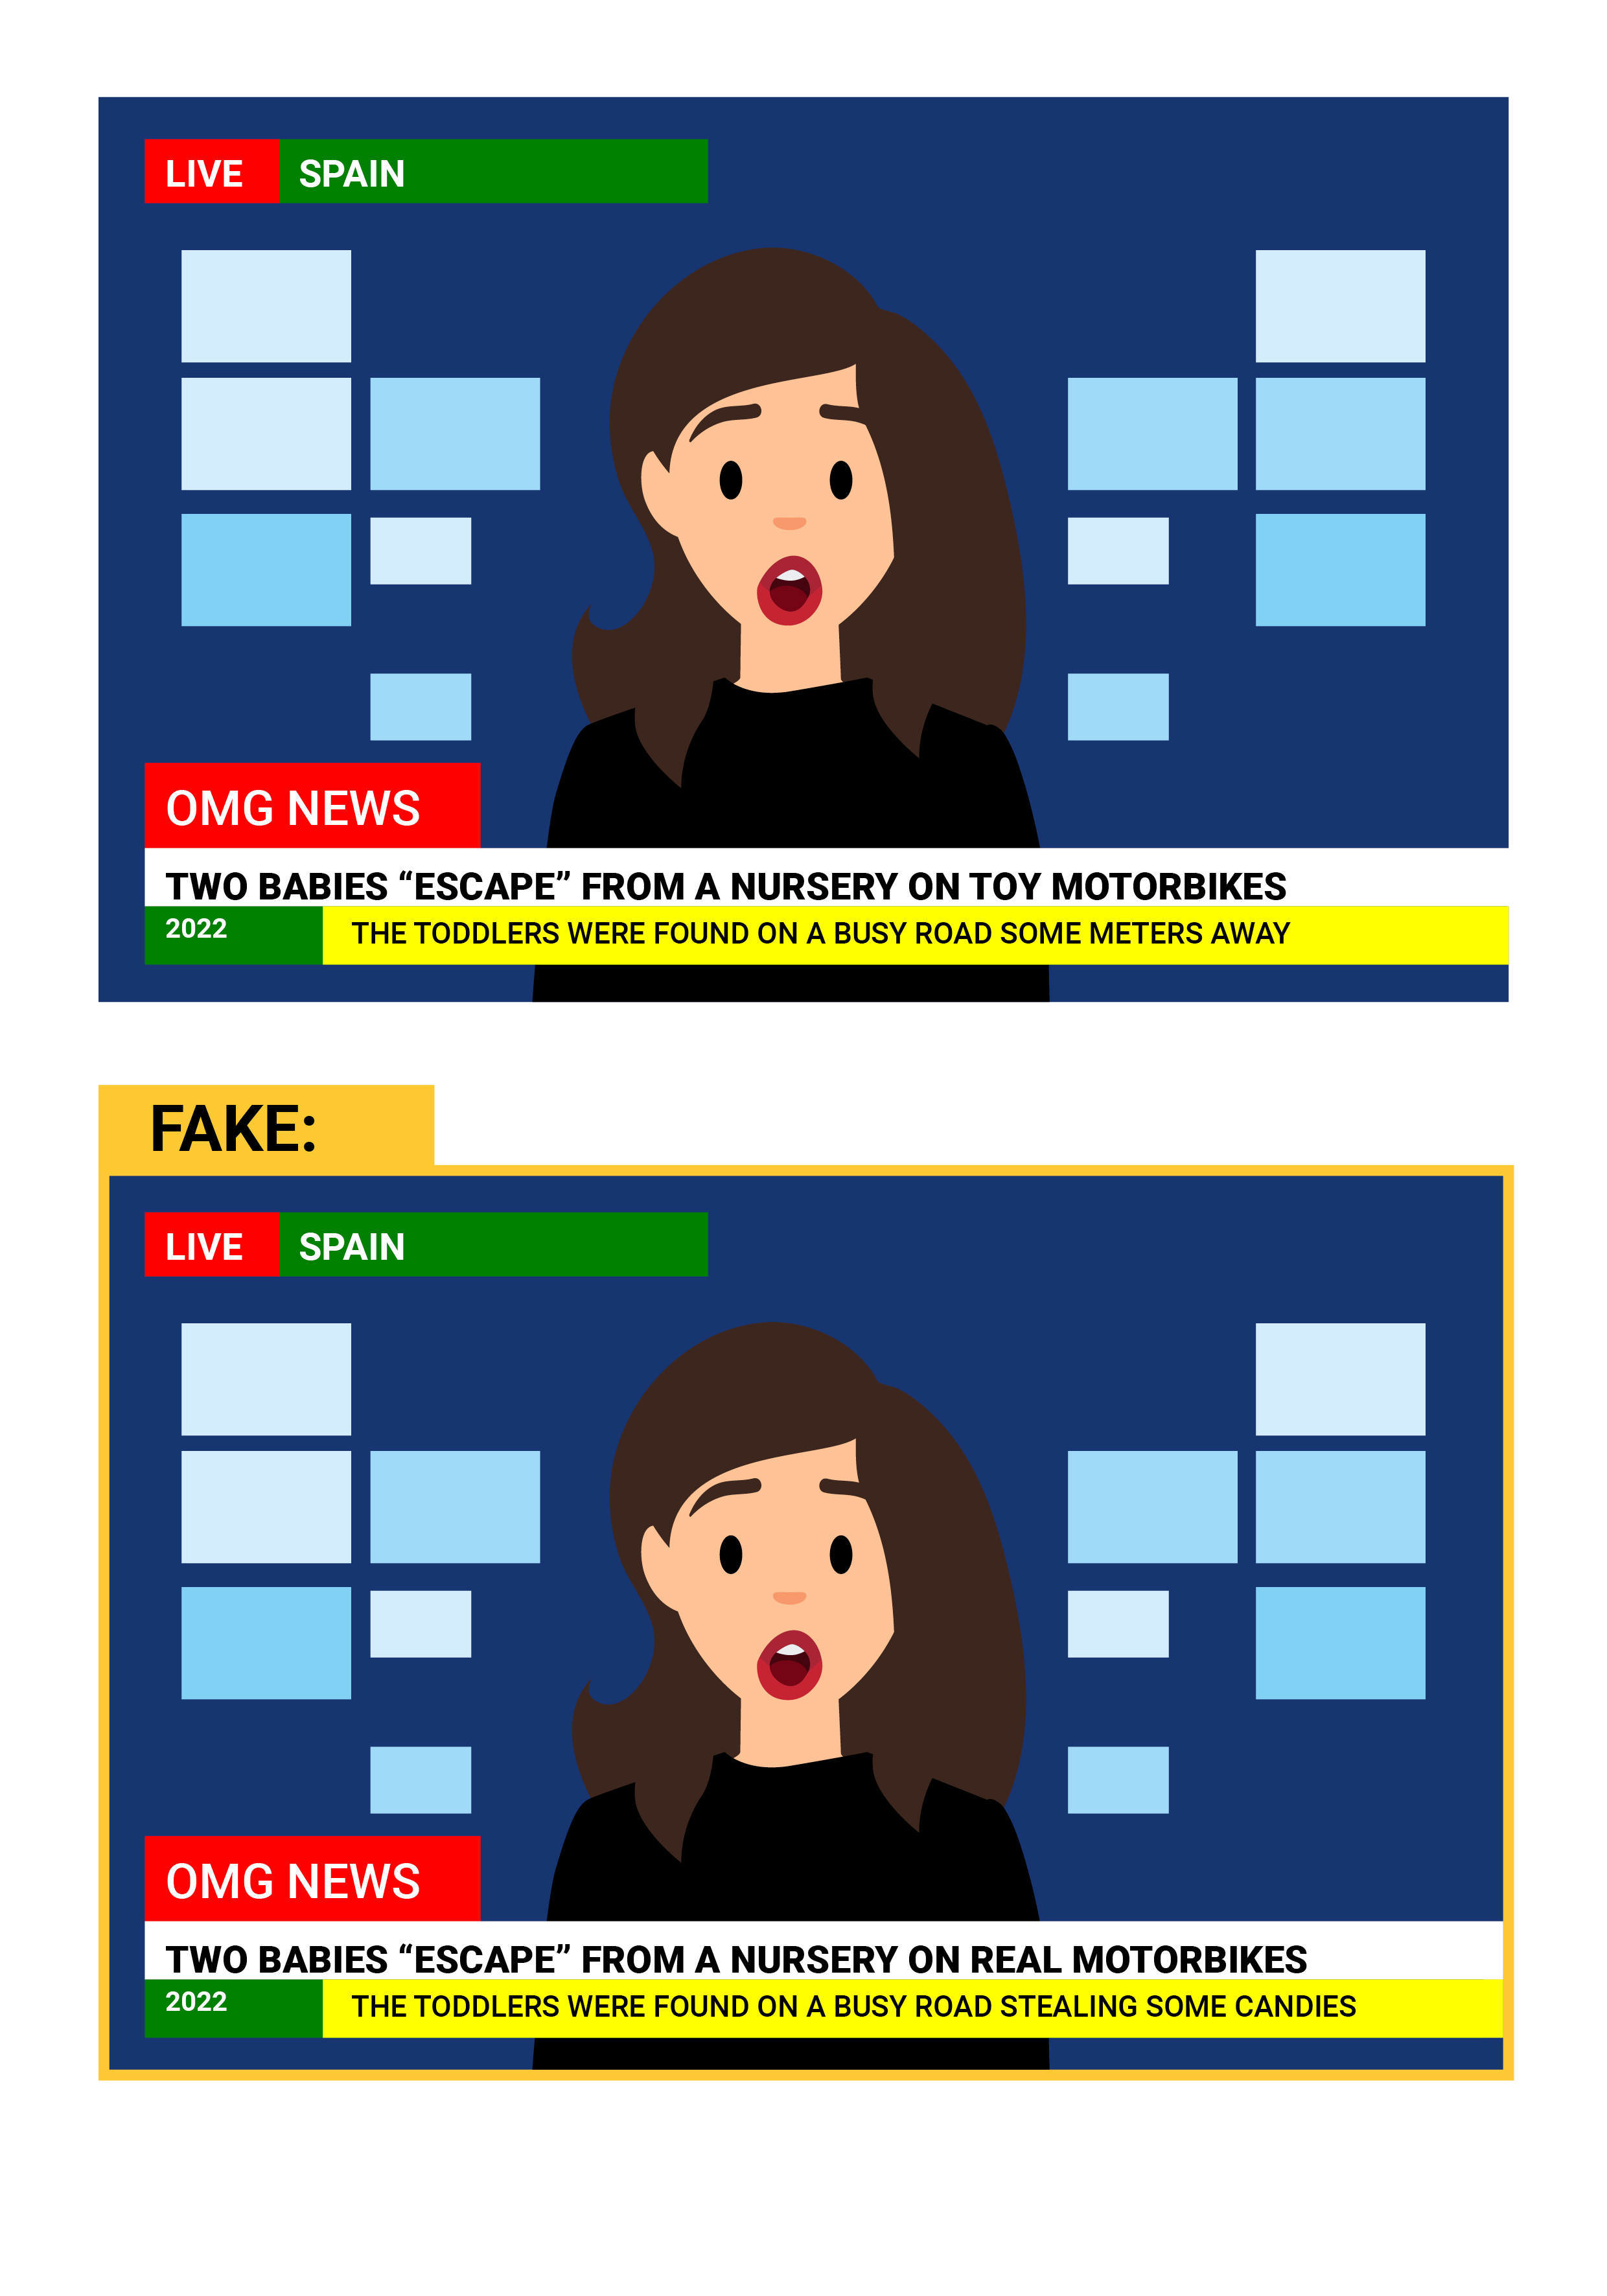 LIVE SPAIN
OMG NEWS
TWO BABIES “ESCAPE” FROM A NURSERY ON TOY MOTORBIKES
2022 THE TODDLERS WERE FOUND ON A BUSY ROAD SOME METERS AWAY
FAKE:
LIVE SPAIN
OMG NEWS
TWO BABIES “ESCAPE” FROM A NURSERY ON REAL MOTORBIKES
2022 THE TODDLERS WERE FOUND ON A BUSY ROAD STEALING SOME CANDIES